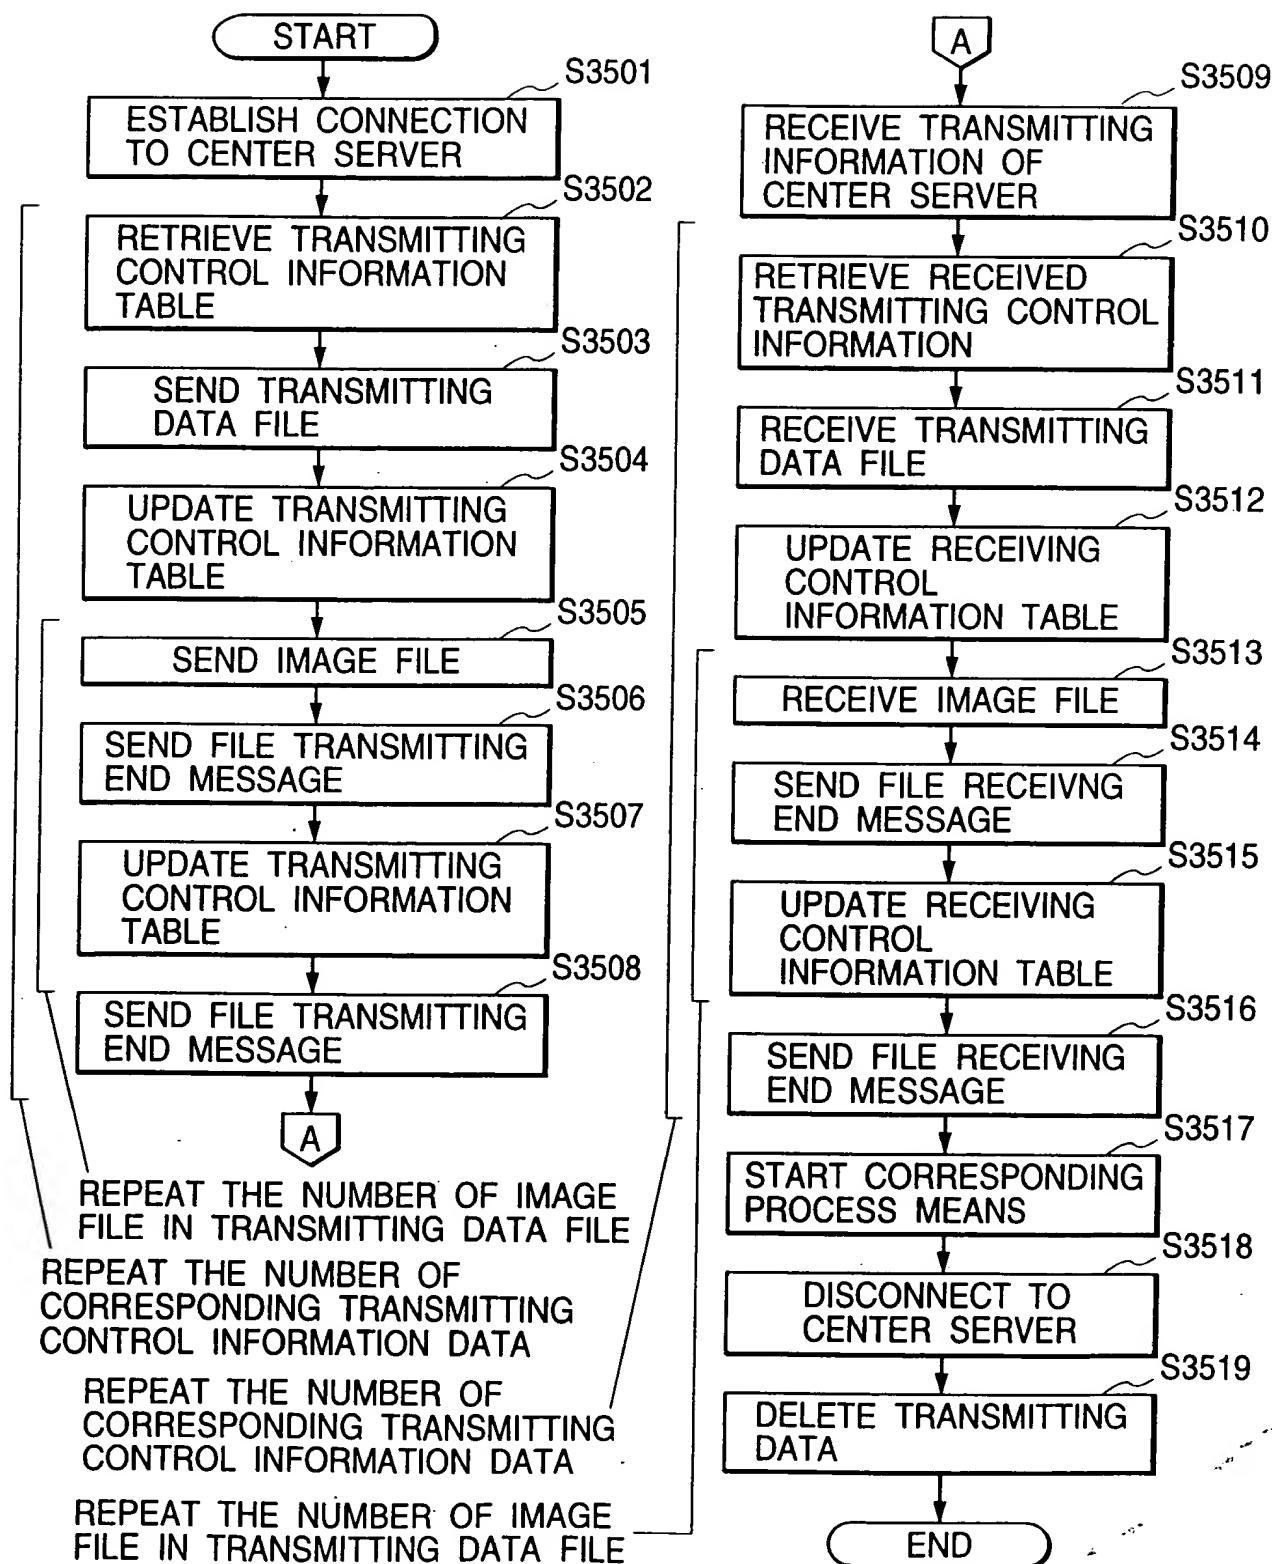 START
S3501
ESTABLISH CONNECTION
TO CENTER SERVER
S3502
RETRIEVE TRANSMITTING
CONTROL INFORMATION
TABLE
S3503
SEND TRANSMITTING
DATA FILE
S3504
UPDATE TRANSMITTING
CONTROL INFORMATION
TABLE
S3505
SEND IMAGE FILE
S3506
SEND FILE TRANSMITTING
END MESSAGE
S3507
UPDATE TRANSMITTING
CONTROL INFORMATION
TABLE
S3508
SEND FILE TRANSMITTING
END MESSAGE
A
REPEAT THE NUMBER OF IMAGE
FILE IN TRANSMITTING DATA FILE
REPEAT THE NUMBER OF
CORRESPONDING TRANSMITTING
CONTROL INFORMATION DATA
REPEAT THE NUMBER OF
CORRESPONDING TRANSMITTING
CONTROL INFORMATION DATA
REPEAT THE NUMBER OF IMAGE
FILE IN TRANSMITTING DATA FILE
A
S3509
RECEIVE TRANSMITTING
INFORMATION OF
CENTER SERVER
S3510
RETRIEVE RECEIVED
TRANSMITTING CONTROL
INFORMATION
S3511
RECEIVE TRANSMITTING
DATA FILE
S3512
UPDATE RECEIVING
CONTROL
INFORMATION TABLE
S3513
RECEIVE IMAGE FILE
S3514
SEND FILE RECEIVNG
END MESSAGE
S3515
UPDATE RECEIVING
CONTROL
INFORMATION TABLE
S3516
SEND FILE RECEIVING
END MESSAGE
S3517
START CORRESPONDING
PROCESS MEANS
S3518
DISCONNECT TO
CENTER SERVER
S3519
DELETE TRANSMITTING
DATA
END